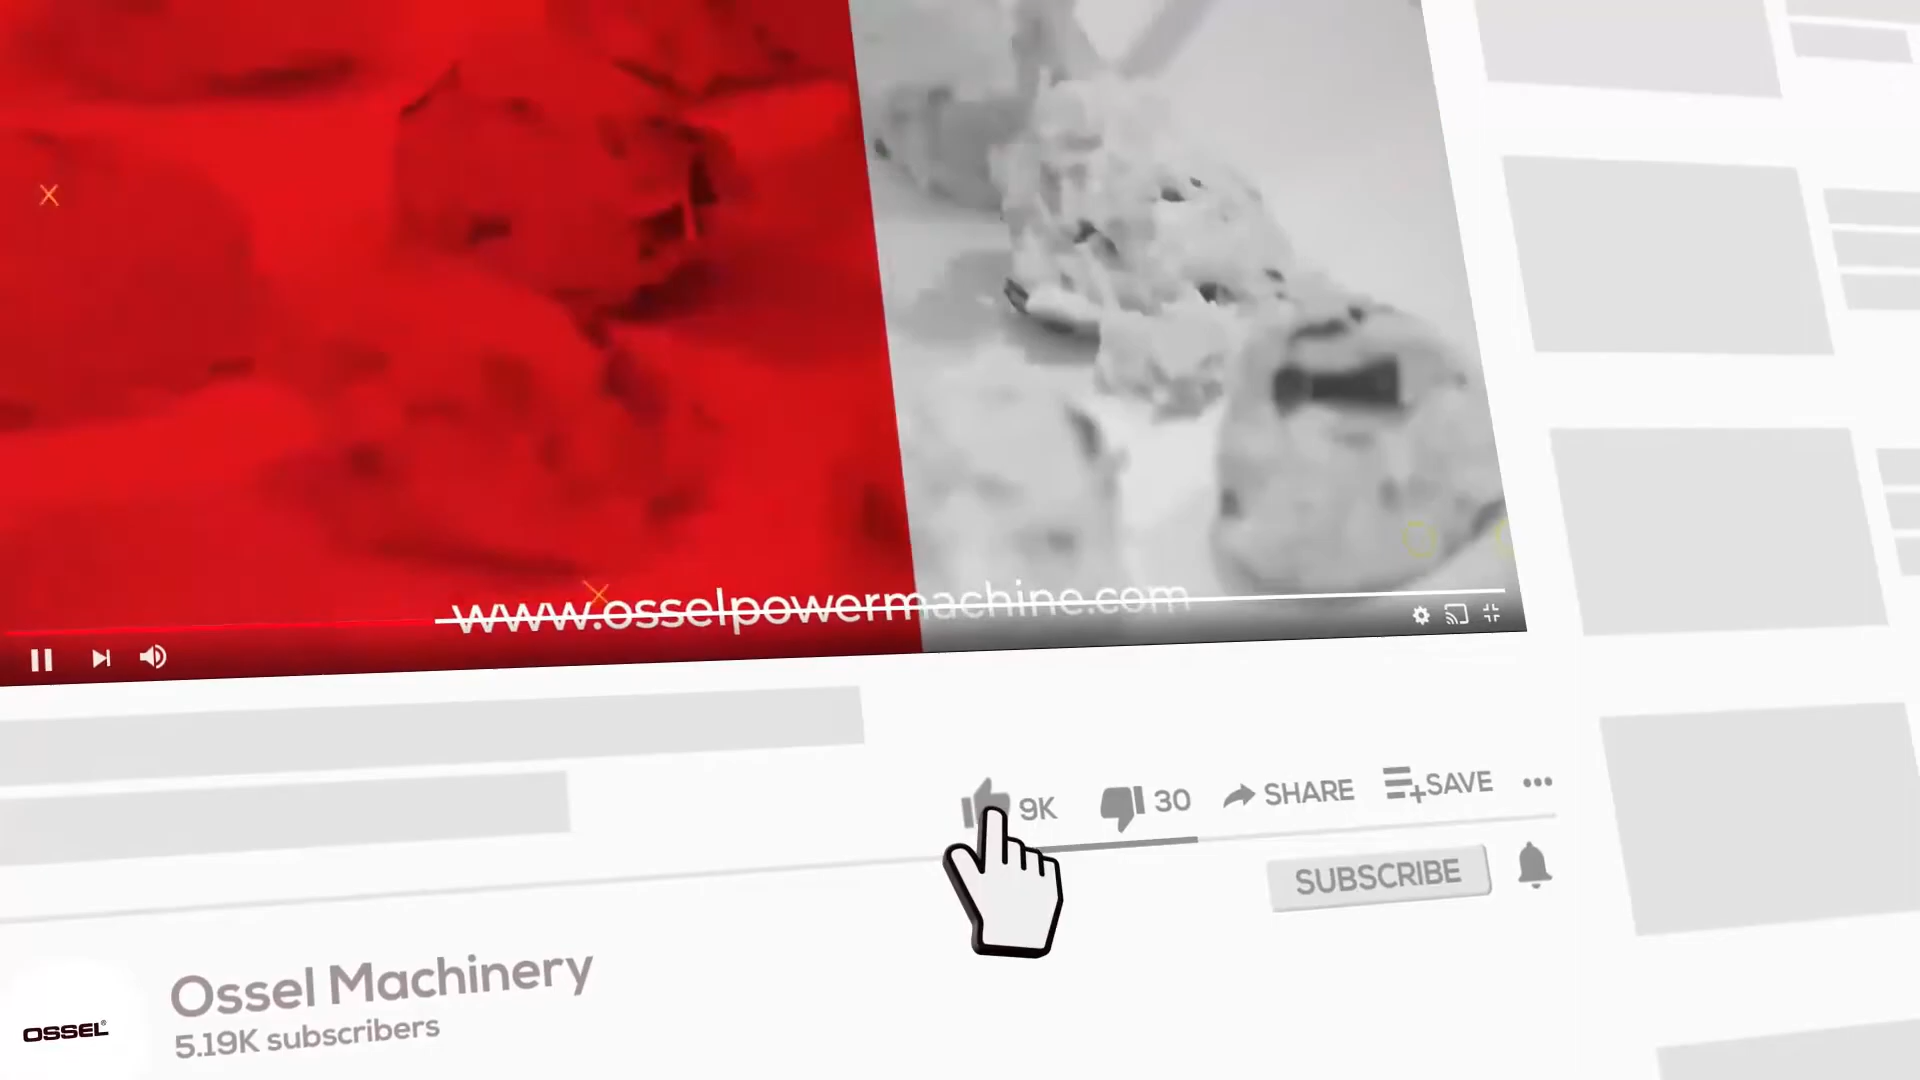 www.osselpowermachine.com
9K
30
SHARE
SAVE
SUBSCRIBE
Ossel Machinery
5.19K subscribers
OSSEL®